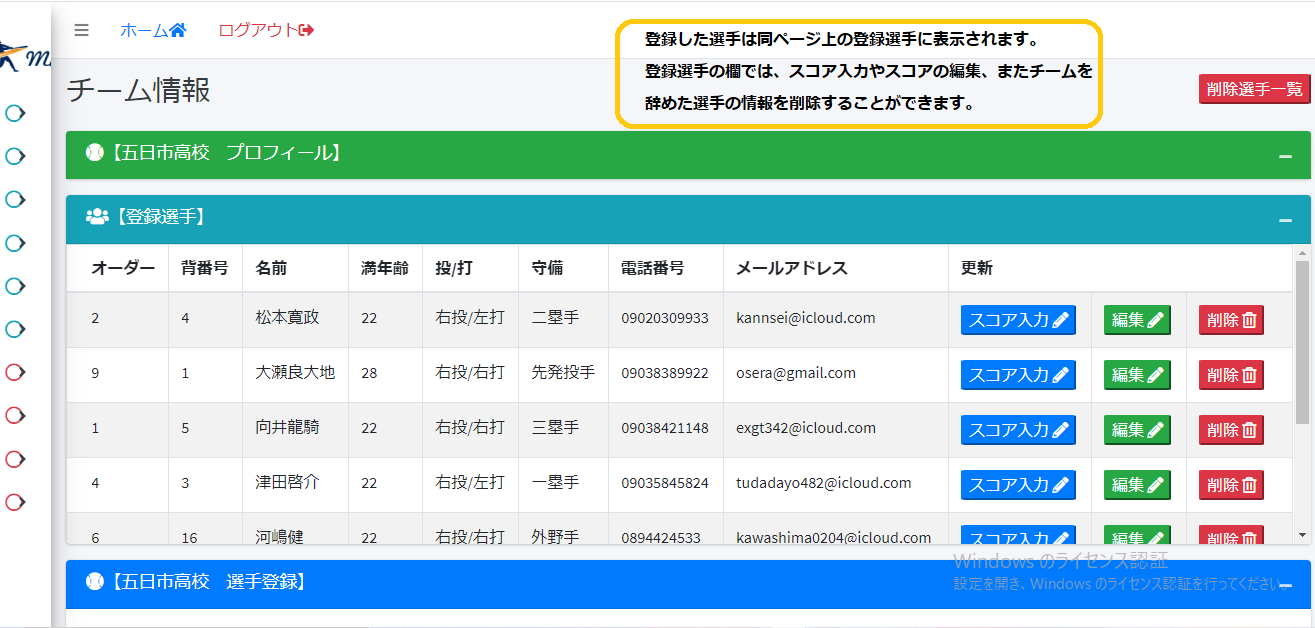 ホーム ログアウト
登録した選手は同ページ上の登録選手に表示されます。
登録選手の欄では、スコア入力やスコアの編集、またチームを
辞めた選手の情報を削除することができます。
チーム情報 削除選手一覧
【五日市高校 プロフィール】
【登録選手】
オーダー 背番号 名前 満年齢 投/打 守備 電話番号 メールアドレス 更新
2 4 松本寛政 22 右投/左打 二塁手 09020309933 kannsei@icloud.com スコア入力 編集 削除
9 1 大瀬良大地 28 右投/右打 先発投手 09038389922 osera@gmail.com スコア入力 編集 削除
1 5 向井龍騎 22 右投/右打 三塁手 09038421148 exgt342@icloud.com スコア入力 編集 削除
4 3 津田啓介 22 右投/左打 一塁手 09035845824 tudadayo482@icloud.com スコア入力 編集 削除
6 16 河嶋健 22 右投/右打 外野手 0894424533 kawashima0204@icloud.com スコア入力 編集 削除
Windows のライセンス認証
【五日市高校 選手登録】
設定を開き、Windows のライセンス認証を行ってください。